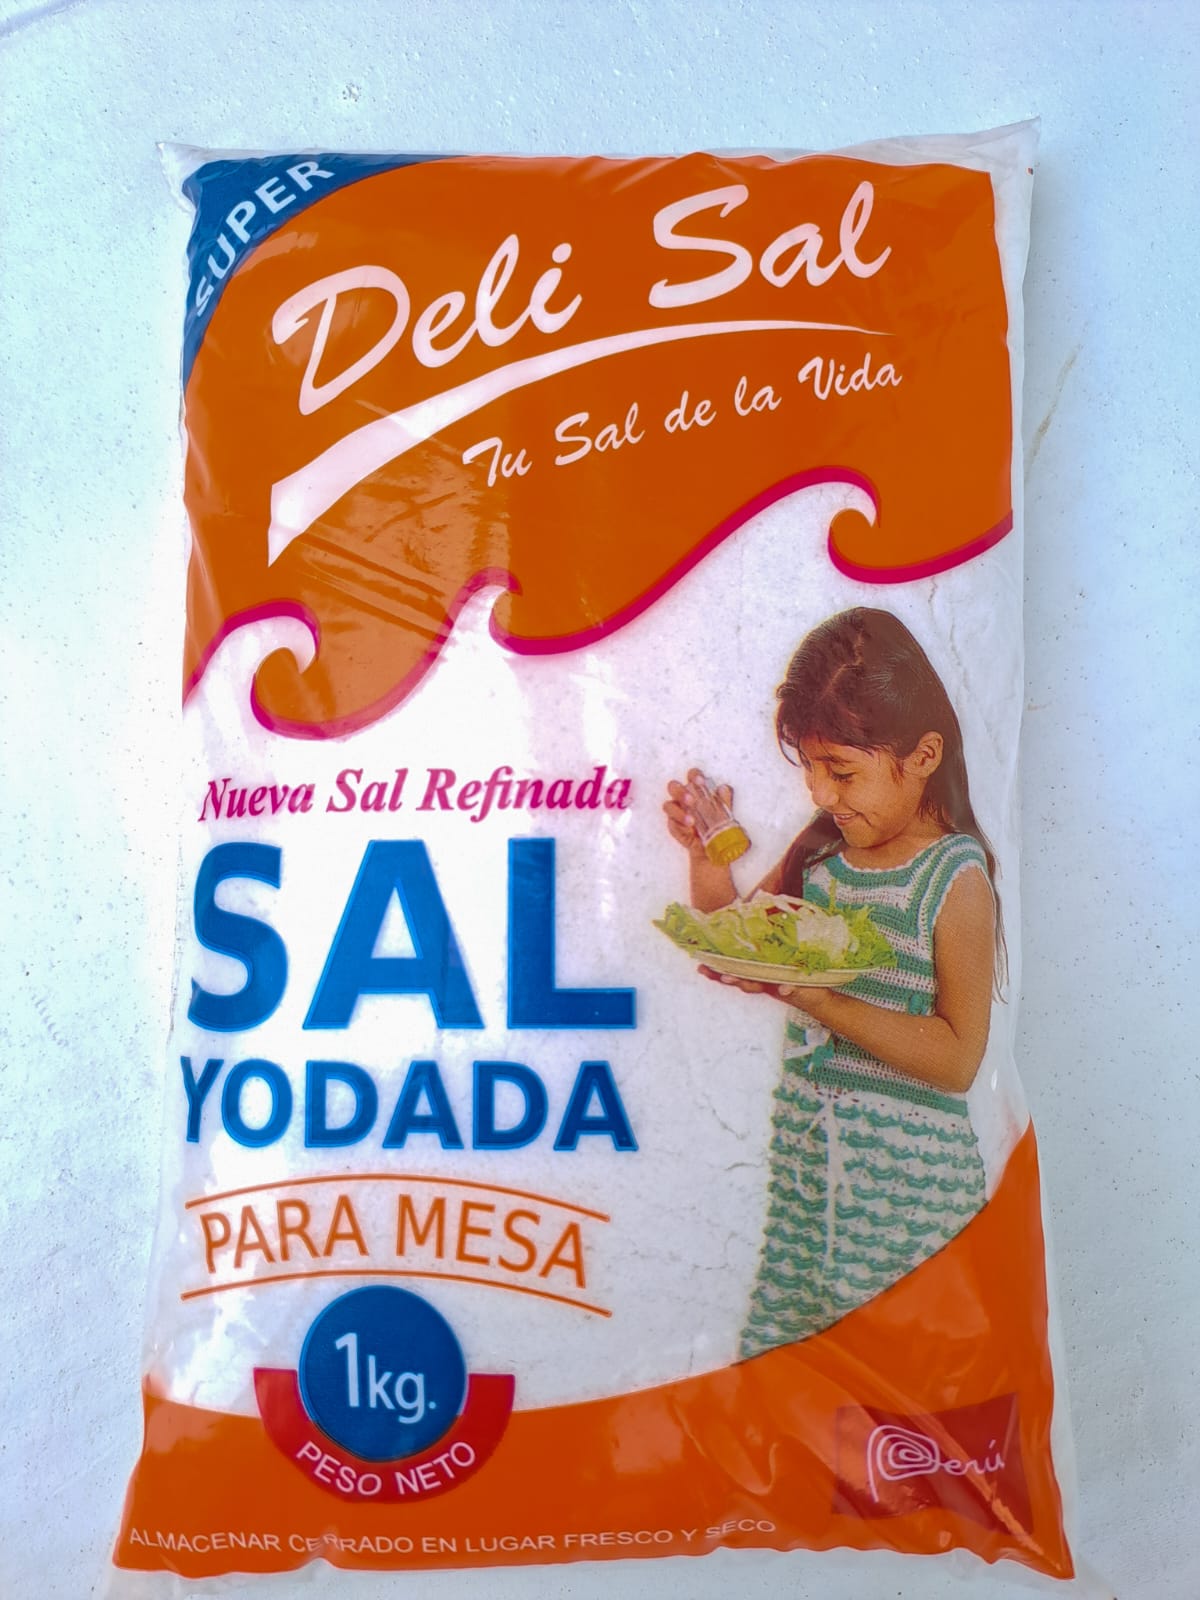 SUPER
Deli Sal
Tu Sal de la Vida
Nueva Sal Refinada
SAL
YODADA
PARA MESA
1kg.
PESO NETO
Perú
ALMACENAR CERRADO EN LUGAR FRESCO Y SECO